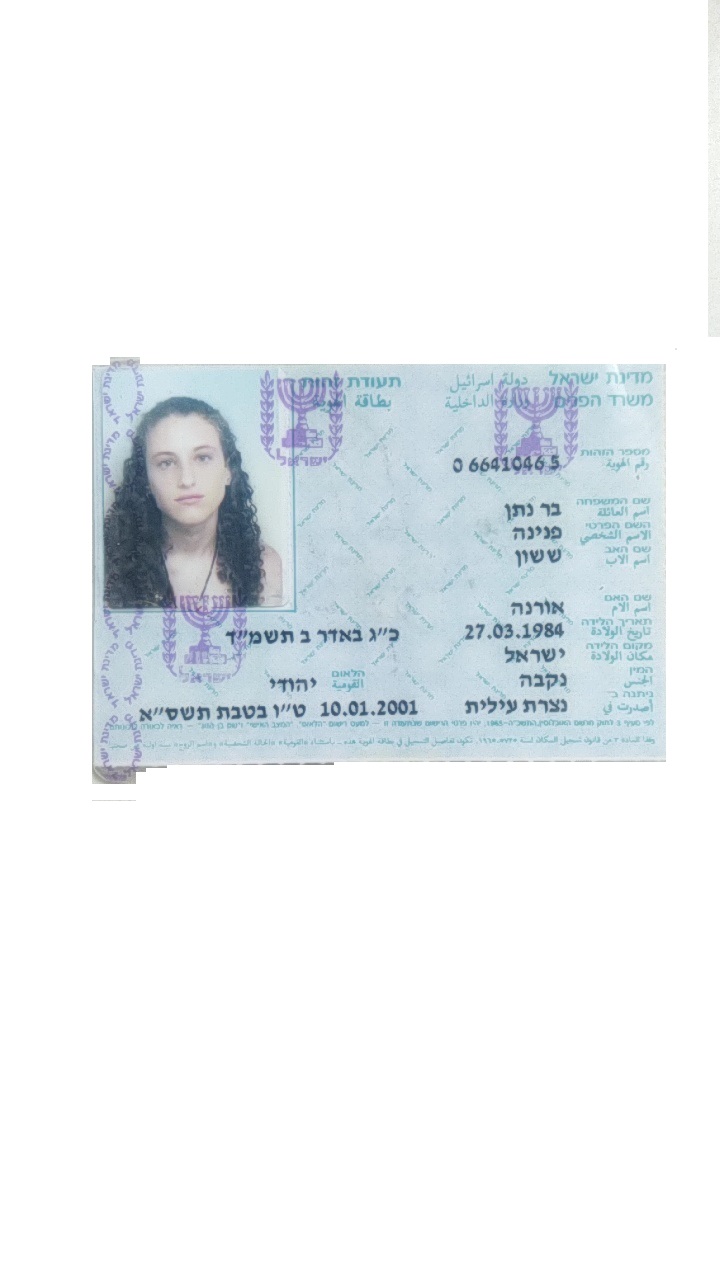 מדינת ישראל دولة اسرائيل תעודת זהות
משרד הפנים وزارة الداخلية بطاقة الهوية
ישראל
מספר הזהות
رقم الهوية 0 6641046 5
שם המשפחה
اسم العائلة בר נתן
השם הפרטי
الاسم الشخصي פנינה
שם האב
اسم الاب ששון
שם האם
اسم الام אורנה
תאריך הלידה
تاريخ الولادة 27.03.1984 כ"ג באדר ב תשמ"ד
מקום הלידה
مكان الولادة ישראל
המין
الجنس נקבה הלאום
القومية יהודי
ניתנה ב
أصدرت في נצרת עילית 10.01.2001 ט"ו בטבת תשס"א